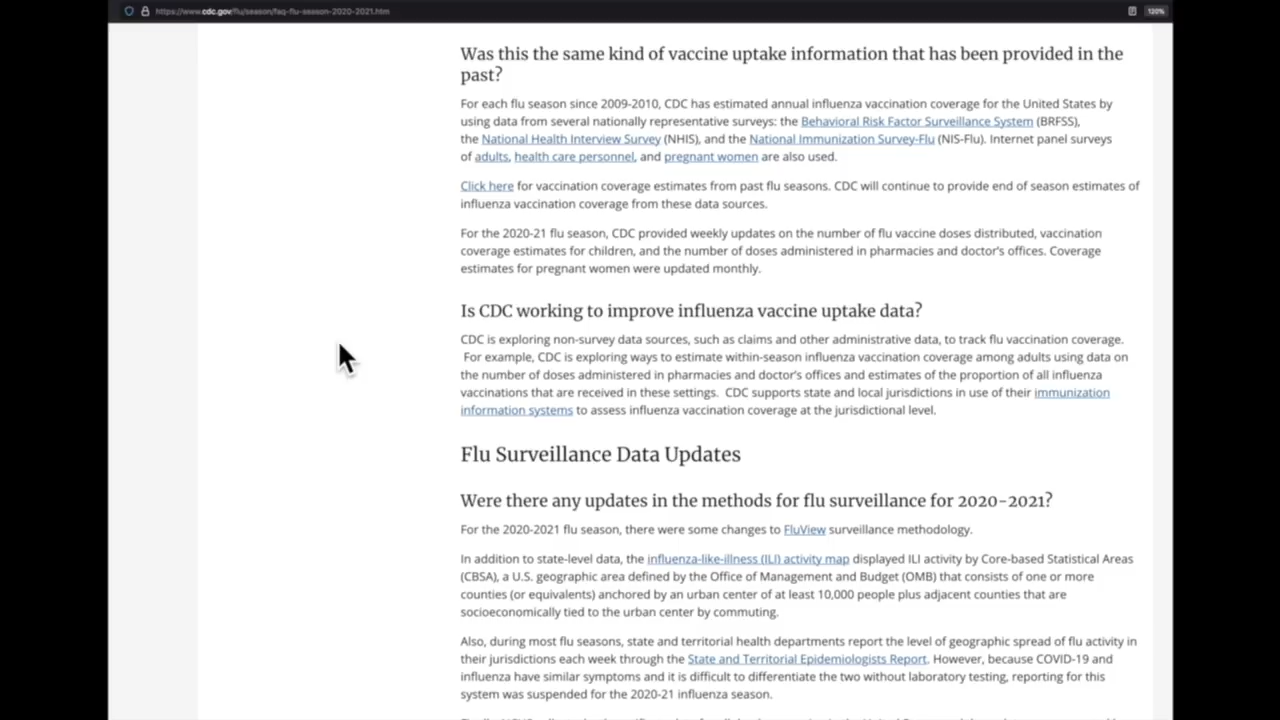 https://www.cdc.gov/flu/season/faq-flu-season-2020-2021.htm
120%
Was this the same kind of vaccine uptake information that has been provided in the
past?
For each flu season since 2009-2010, CDC has estimated annual influenza vaccination coverage for the United States by
using data from several nationally representative surveys: the Behavioral Risk Factor Surveillance System (BRFSS),
the National Health Interview Survey (NHIS), and the National Immunization Survey-Flu (NIS-Flu). Internet panel surveys
of adults, health care personnel, and pregnant women are also used.
Click here for vaccination coverage estimates from past flu seasons. CDC will continue to provide end of season estimates of
influenza vaccination coverage from these data sources.
For the 2020-21 flu season, CDC provided weekly updates on the number of flu vaccine doses distributed, vaccination
coverage estimates for children, and the number of doses administered in pharmacies and doctor's offices. Coverage
estimates for pregnant women were updated monthly.
Is CDC working to improve influenza vaccine uptake data?
CDC is exploring non-survey data sources, such as claims and other administrative data, to track flu vaccination coverage.
For example, CDC is exploring ways to estimate within-season influenza vaccination coverage among adults using data on
the number of doses administered in pharmacies and doctor's offices and estimates of the proportion of all influenza
vaccinations that are received in these settings. CDC supports state and local jurisdictions in use of their immunization
information systems to assess influenza vaccination coverage at the jurisdictional level.
Flu Surveillance Data Updates
Were there any updates in the methods for flu surveillance for 2020-2021?
For the 2020-2021 flu season, there were some changes to FluView surveillance methodology.
In addition to state-level data, the influenza-like-illness (ILI) activity map displayed ILI activity by Core-based Statistical Areas
(CBSA), a U.S. geographic area defined by the Office of Management and Budget (OMB) that consists of one or more
counties (or equivalents) anchored by an urban center of at least 10,000 people plus adjacent counties that are
socioeconomically tied to the urban center by commuting.
Also, during most flu seasons, state and territorial health departments report the level of geographic spread of flu activity in
their jurisdictions each week through the State and Territorial Epidemiologists Report. However, because COVID-19 and
influenza have similar symptoms and it is difficult to differentiate the two without laboratory testing, reporting for this
system was suspended for the 2020-21 influenza season.